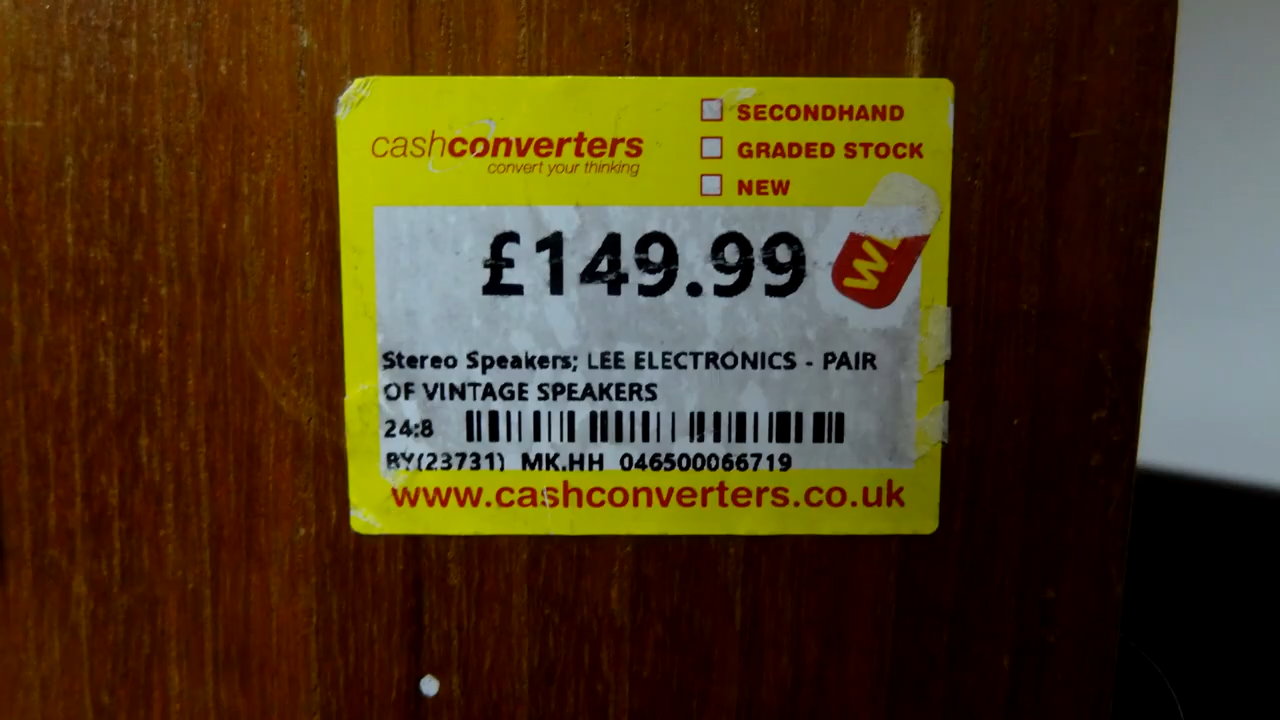 cashconverters
convert your thinking
SECONDHAND
GRADED STOCK
NEW
£149.99
Stereo Speakers; LEE ELECTRONICS - PAIR
OF VINTAGE SPEAKERS
24:8
BY(23731) MK.HH 046500066719
www.cashconverters.co.uk